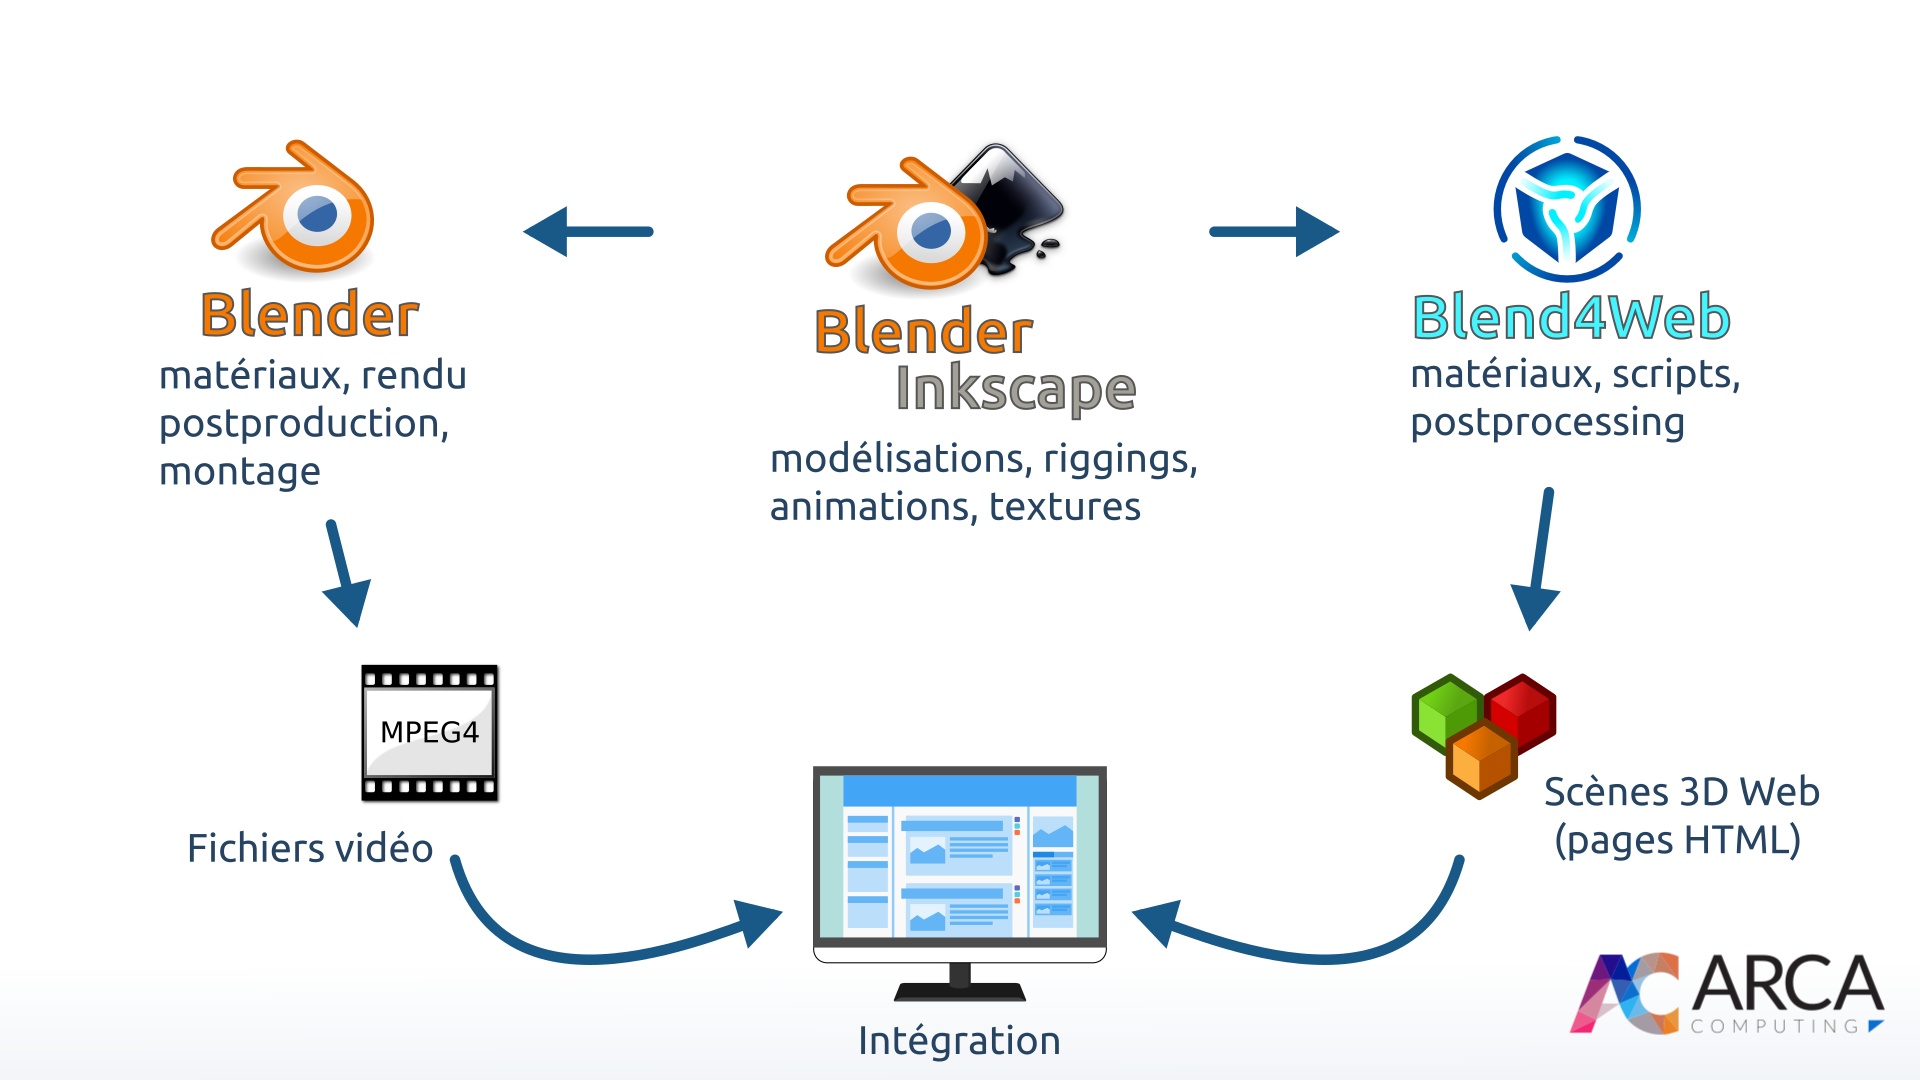 Blender
matériaux, rendu
postproduction,
montage
Blender
Inkscape
modélisations, riggings,
animations, textures
Blend4Web
matériaux, scripts,
postprocessing
MPEG4
Fichiers vidéo
Scènes 3D Web
(pages HTML)
Intégration
AC ARCA
COMPUTING